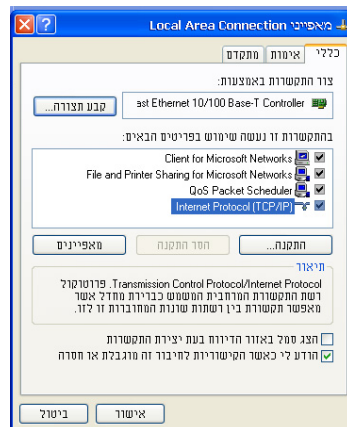 מאפייני Local Area Connection
כללי אימות מתקדם
צור התקשרות באמצעות:
ast Ethernet 10/100 Base-T Controller
קבע תצורה...
בהתקשרות זו נעשה שימוש בפריטים הבאים:
Client for Microsoft Networks
File and Printer Sharing for Microsoft Networks
QoS Packet Scheduler
Internet Protocol (TCP/IP)
התקנה... הסר התקנה מאפיינים
תיאור
Transmission Control Protocol/Internet Protocol. פרוטוקול
רשת התקשורת המרחבית המשמש כברירת מחדל אשר
מאפשר תקשורת בין רשתות שונות המחוברות זו לזו.
הצג סמל באזור הדיווח בעת יצירת התקשרות
הודע לי כאשר הקישוריות לחיבור זה מוגבלת או חסרה
אישור ביטול